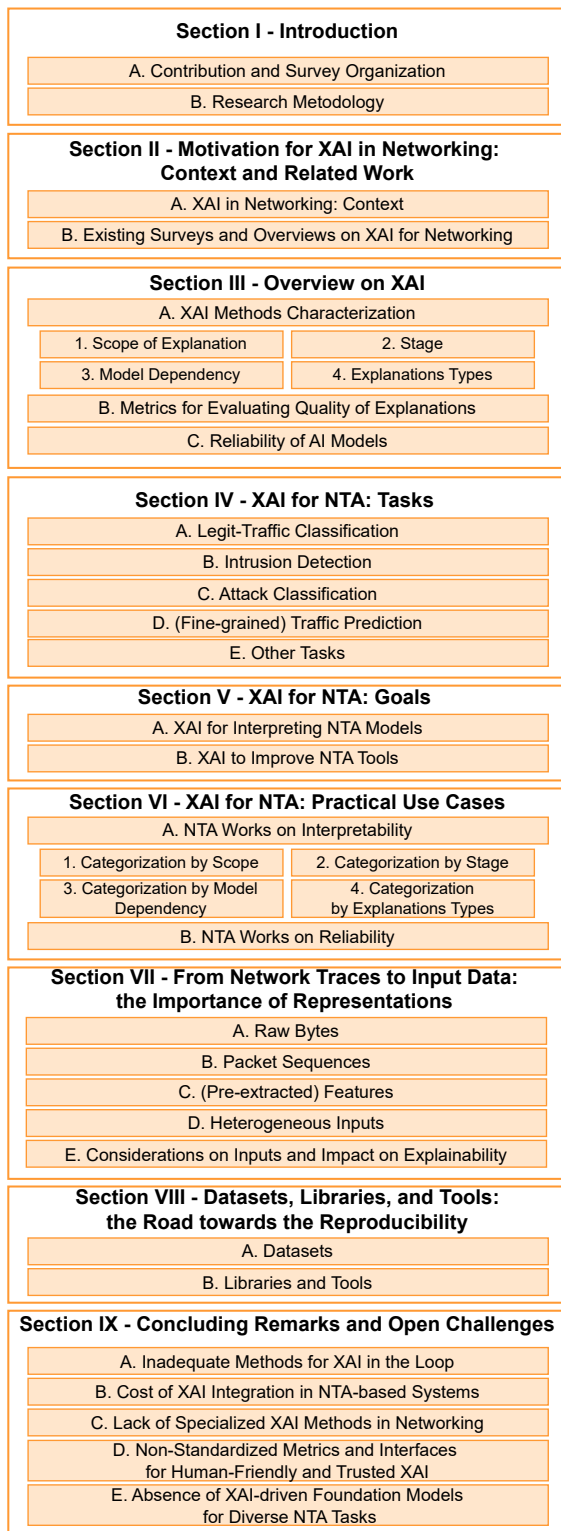 Section I - Introduction
A. Contribution and Survey Organization
B. Research Metodology
Section II - Motivation for XAI in Networking:
Context and Related Work
A. XAI in Networking: Context
B. Existing Surveys and Overviews on XAI for Networking
Section III - Overview on XAI
A. XAI Methods Characterization
1. Scope of Explanation
2. Stage
3. Model Dependency
4. Explanations Types
B. Metrics for Evaluating Quality of Explanations
C. Reliability of AI Models
Section IV - XAI for NTA: Tasks
A. Legit-Traffic Classification
B. Intrusion Detection
C. Attack Classification
D. (Fine-grained) Traffic Prediction
E. Other Tasks
Section V - XAI for NTA: Goals
A. XAI for Interpreting NTA Models
B. XAI to Improve NTA Tools
Section VI - XAI for NTA: Practical Use Cases
A. NTA Works on Interpretability
1. Categorization by Scope
2. Categorization by Stage
3. Categorization by Model
Dependency
4. Categorization
by Explanations Types
B. NTA Works on Reliability
Section VII - From Network Traces to Input Data:
the Importance of Representations
A. Raw Bytes
B. Packet Sequences
C. (Pre-extracted) Features
D. Heterogeneous Inputs
E. Considerations on Inputs and Impact on Explainability
Section VIII - Datasets, Libraries, and Tools:
the Road towards the Reproducibility
A. Datasets
B. Libraries and Tools
Section IX - Concluding Remarks and Open Challenges
A. Inadequate Methods for XAI in the Loop
B. Cost of XAI Integration in NTA-based Systems
C. Lack of Specialized XAI Methods in Networking
D. Non-Standardized Metrics and Interfaces
for Human-Friendly and Trusted XAI
E. Absence of XAI-driven Foundation Models
for Diverse NTA Tasks